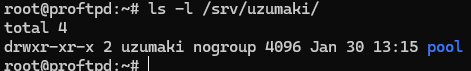 root@proftpd:~# ls -l /srv/uzumaki/
total 4
drwxr-xr-x 2 uzumaki nogroup 4096 Jan 30 13:15 pool
root@proftpd:~#